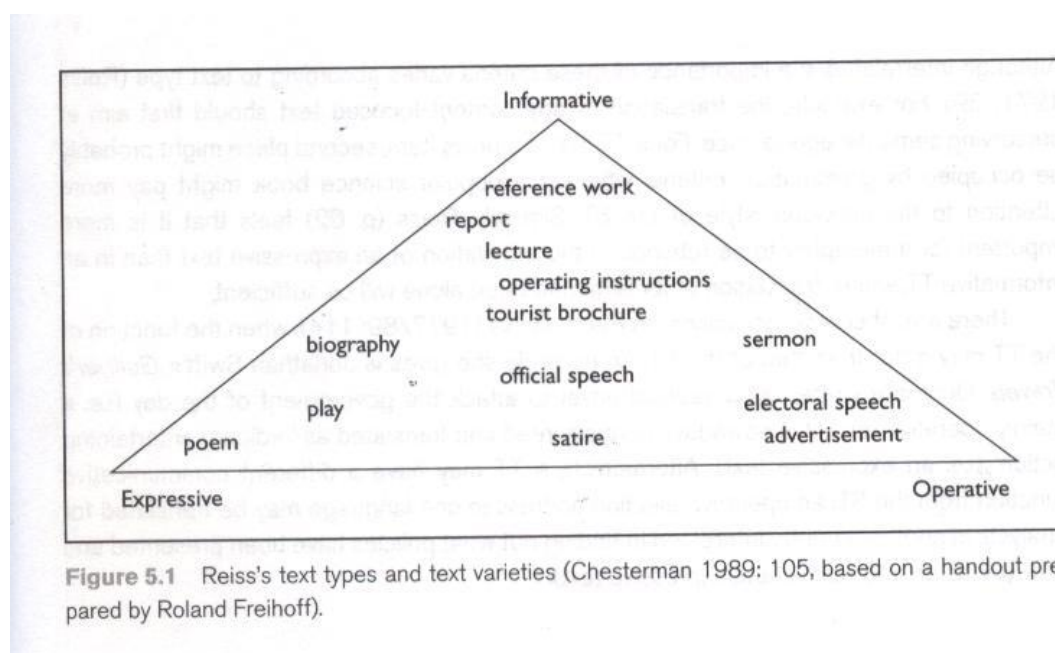 Informative
reference work
report
lecture
operating instructions
tourist brochure
biography
sermon
official speech
play
electoral speech
poem
satire
advertisement
Expressive
Operative
Figure 5.1 Reiss's text types and text varieties (Chesterman 1989: 105, based on a handout pre-
pared by Roland Freihoff).